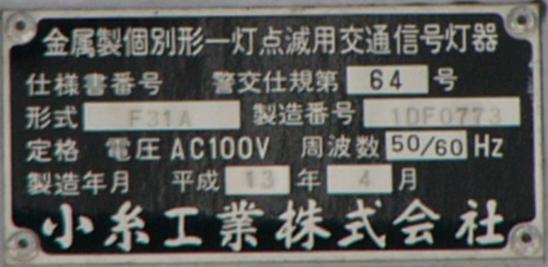 金属製個別形一灯点滅用交通信号灯器
仕様書番号 警交仕規第 64 号
形式 F31A 製造番号 1DF0773
定格 電圧 AC100V 周波数 50/60 Hz
製造年月 平成 13 年 4 月
小糸工業株式会社